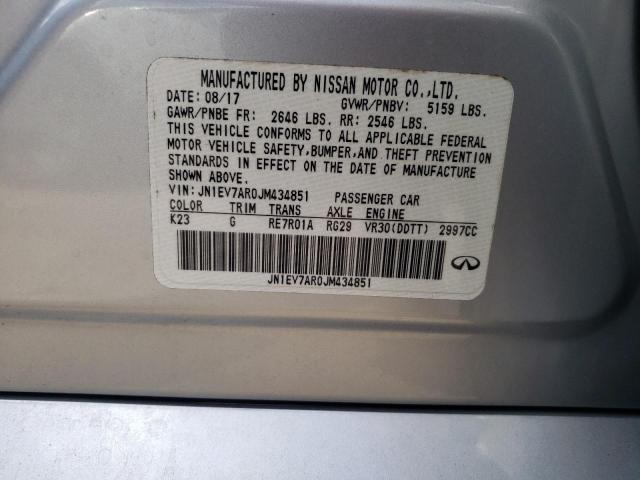 MANUFACTURED BY NISSAN MOTOR CO.,LTD.
DATE: 08/17 GVWR/PNBV: 5159 LBS.
GAWR/PNBE FR: 2646 LBS. RR: 2546 LBS.
THIS VEHICLE CONFORMS TO ALL APPLICABLE FEDERAL
MOTOR VEHICLE SAFETY,BUMPER,AND THEFT PREVENTION
STANDARDS IN EFFECT ON THE DATE OF MANUFACTURE
SHOWN ABOVE.
VIN: JN1EV7AR0JM434851 PASSENGER CAR
COLOR TRIM TRANS AXLE ENGINE
K23 G RE7R01A RG29 VR30(DDTT) 2997CC
JN1EV7AR0JM434851